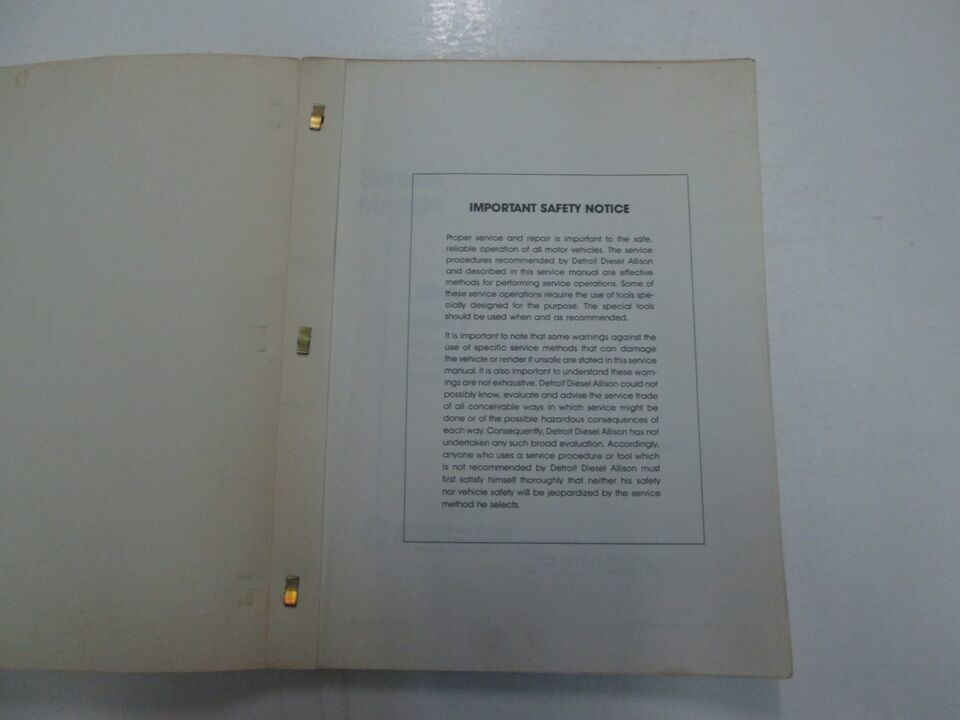 IMPORTANT SAFETY NOTICE
Proper service and repair is important to the safe,
reliable operation of all motor vehicles. The service
procedures recommended by Detroit Diesel Allison
and described in this service manual are effective
methods for performing service operations. Some of
these service operations require the use of tools spe-
cially designed for the purpose. The special tools
should be used when and as recommended.
It is important to note that some warnings against the
use of specific service methods that can damage
the vehicle or render it unsafe are stated in this service
manual. It is also important to understand these warn-
ings are not exhaustive. Detroit Diesel Allison could not
possibly know, evaluate and advise the service trade
of all conceivable ways in which service might be
done or of the possible hazardous consequences of
each way. Consequently, Detroit Diesel Allison has not
undertaken any such broad evaluation. Accordingly,
anyone who uses a service procedure or tool which
is not recommended by Detroit Diesel Allison must
first satisfy himself thoroughly that neither his safety
nor vehicle safety will be jeopardized by the service
method he selects.